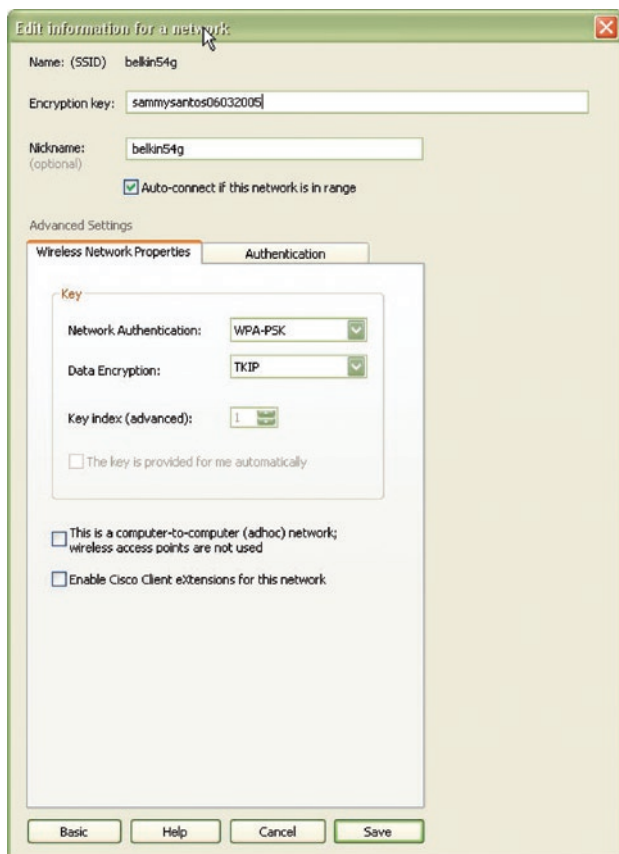 Edit information for a network
Name: (SSID) belkin54g
Encryption key: sammysantos06032005
Nickname: belkin54g
(optional)
Auto-connect if this network is in range
Advanced Settings
Wireless Network Properties Authentication
Key
Network Authentication: WPA-PSK
Data Encryption: TKIP
Key index (advanced): 1
The key is provided for me automatically
This is a computer-to-computer (adhoc) network;
wireless access points are not used
Enable Cisco Client eXtensions for this network
Basic Help Cancel Save